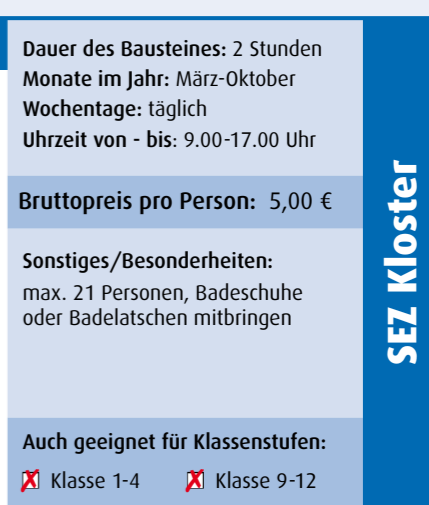 Dauer des Bausteines: 2 Stunden
Monate im Jahr: März-Oktober
Wochentage: täglich
Uhrzeit von - bis: 9.00-17.00 Uhr
Bruttopreis pro Person: 5,00 €
Sonstiges/Besonderheiten:
max. 21 Personen, Badeschuhe
oder Badelatschen mitbringen
Auch geeignet für Klassenstufen:
Klasse 1-4 Klasse 9-12
SEZ Kloster